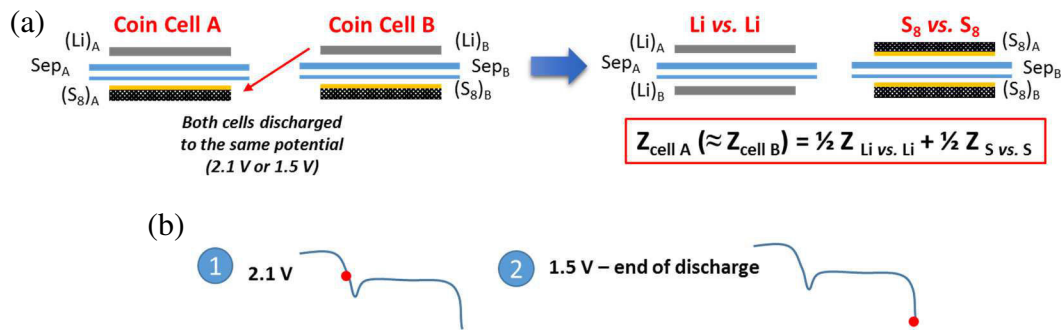 (a)
Coin Cell A
Coin Cell B
Li vs. Li
S₈ vs. S₈
(Li)A
(Li)B
(Li)A
(S₈)A
SepA
SepB
SepA
SepB
(S₈)A
(S₈)B
(Li)B
(S₈)B
Both cells discharged
to the same potential
(2.1 V or 1.5 V)
Zcell A (≈ Zcell B) = ½ Z Li vs. Li + ½ Z S vs. S
(b)
1
2.1 V
2
1.5 V – end of discharge